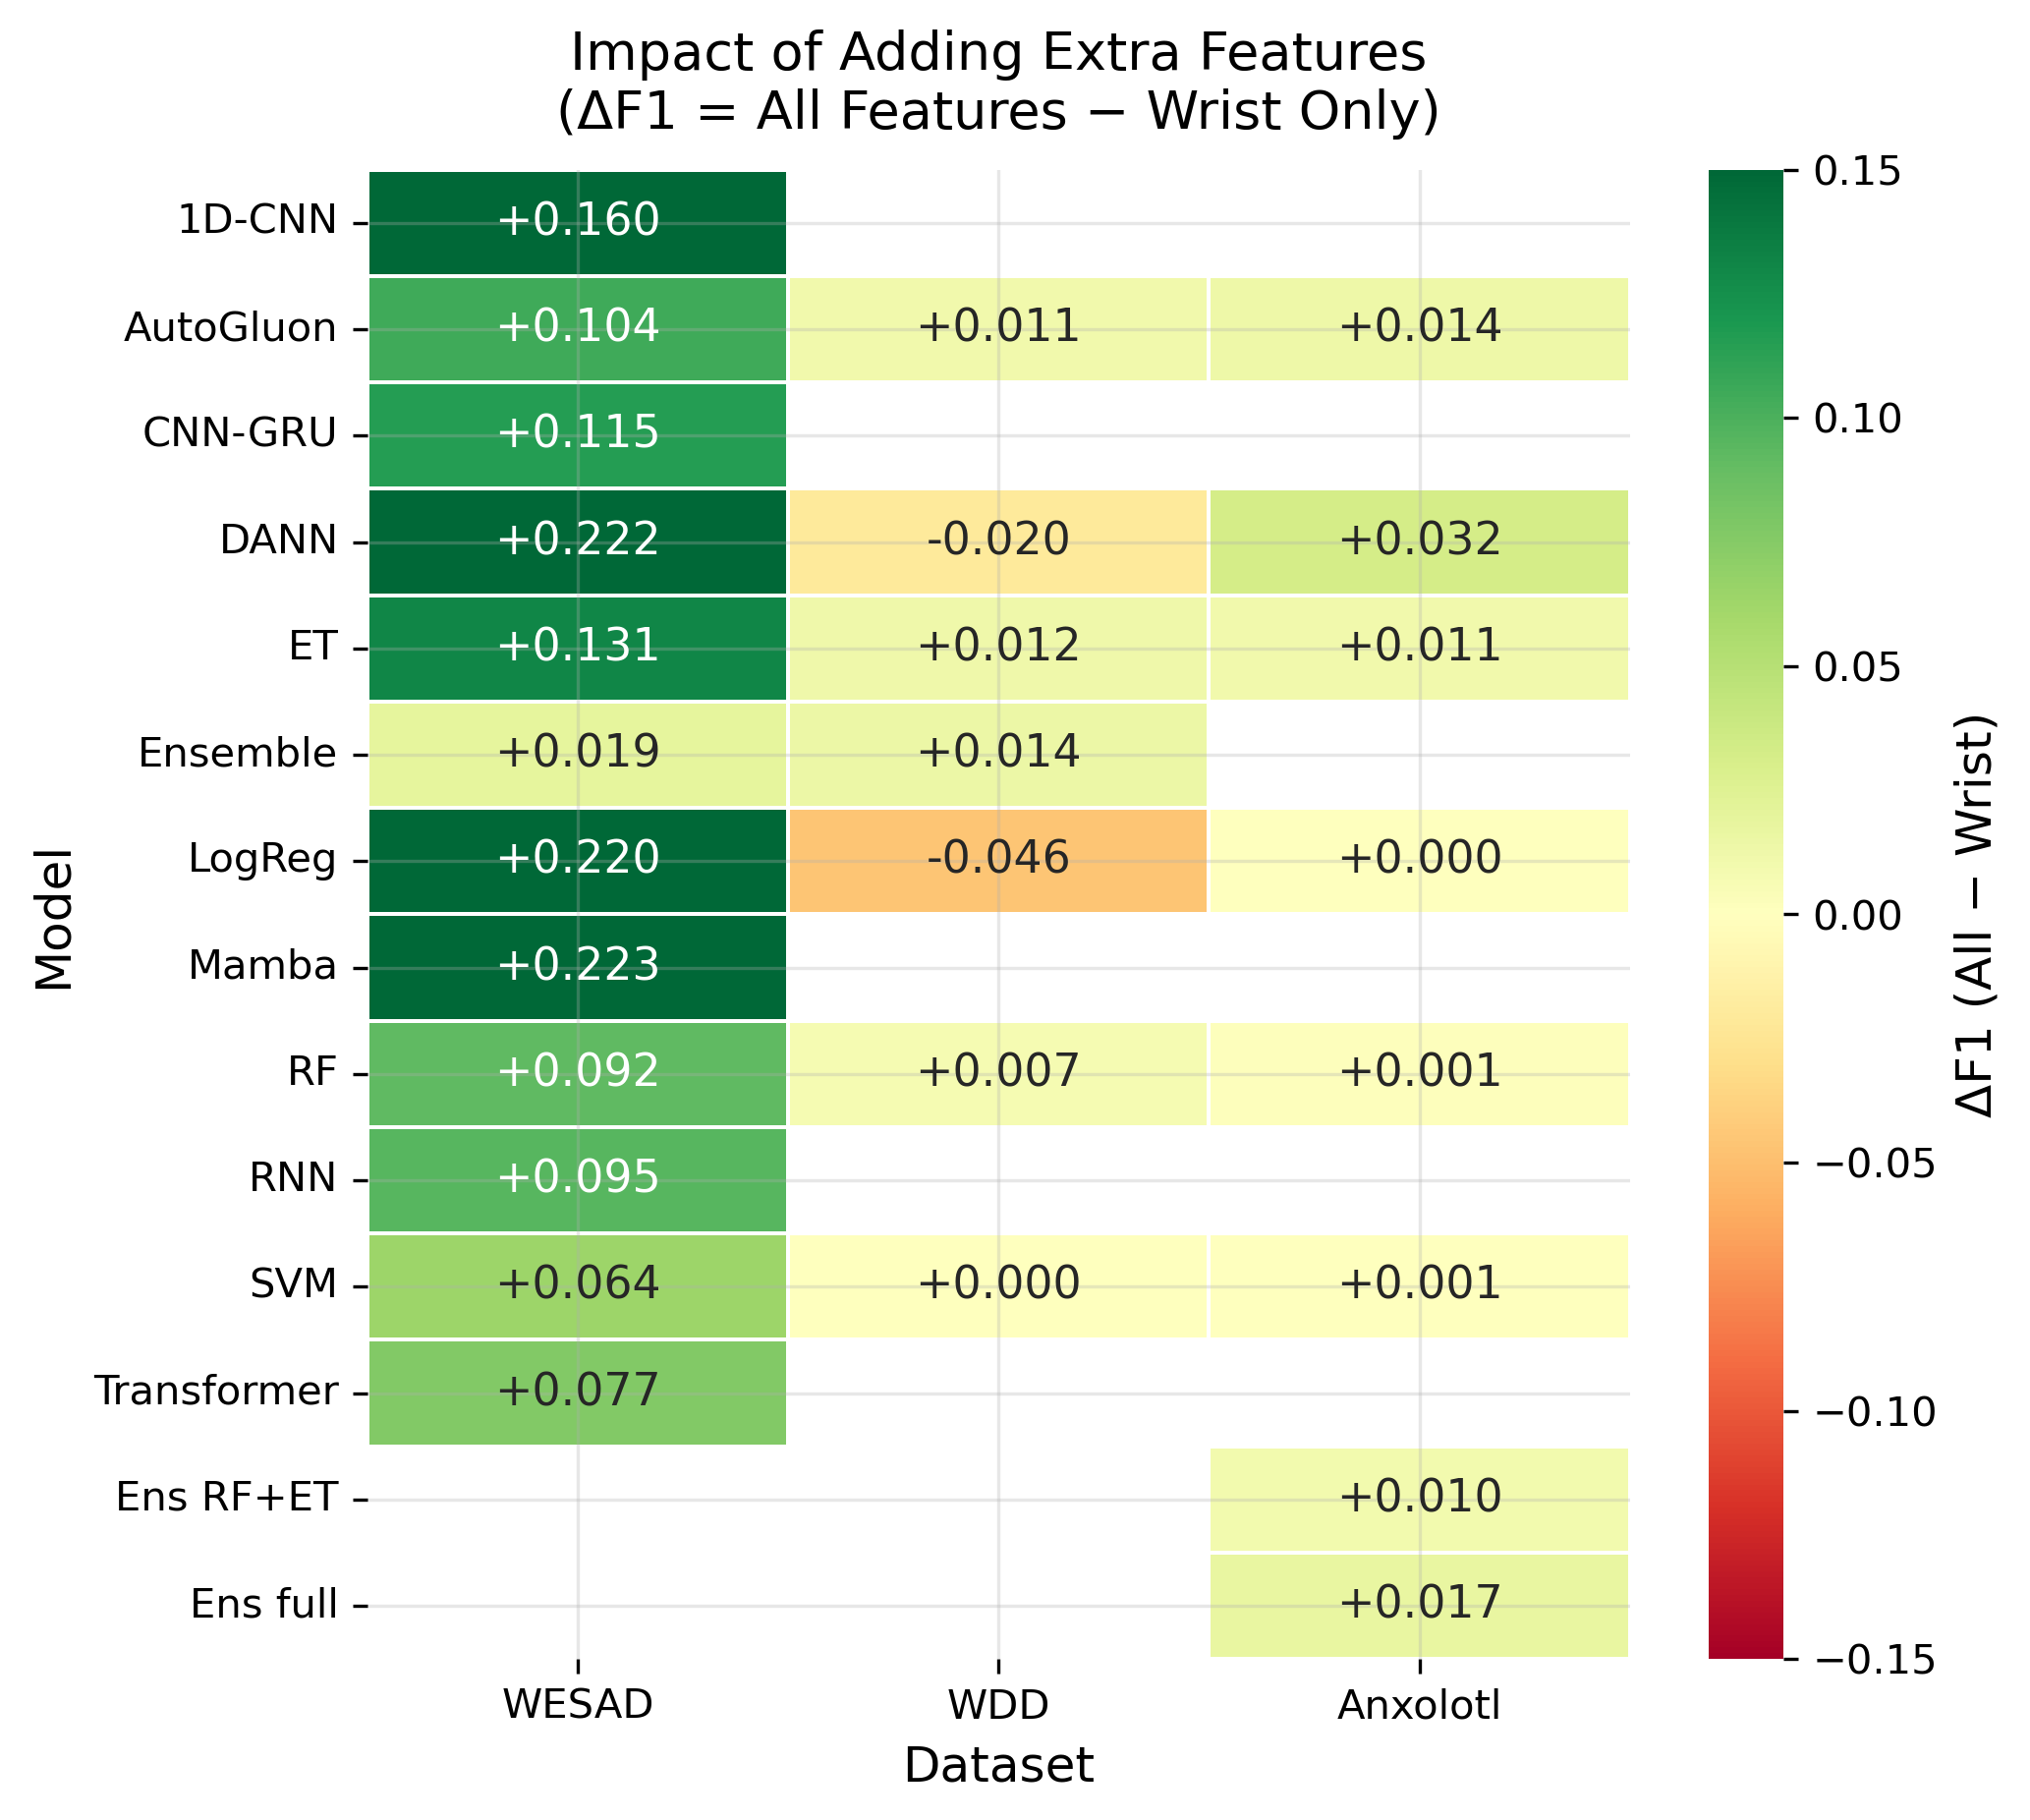 Impact of Adding Extra Features
(ΔF1 = All Features − Wrist Only)
Model
1D-CNN +0.160
AutoGluon +0.104 +0.011 +0.014
CNN-GRU +0.115
DANN +0.222 -0.020 +0.032
ET +0.131 +0.012 +0.011
Ensemble +0.019 +0.014
LogReg +0.220 -0.046 +0.000
Mamba +0.223
RF +0.092 +0.007 +0.001
RNN +0.095
SVM +0.064 +0.000 +0.001
Transformer +0.077
Ens RF+ET +0.010
Ens full +0.017
WESAD WDD Anxolotl
Dataset
0.15
0.10
0.05
0.00
−0.05
−0.10
−0.15
ΔF1 (All − Wrist)